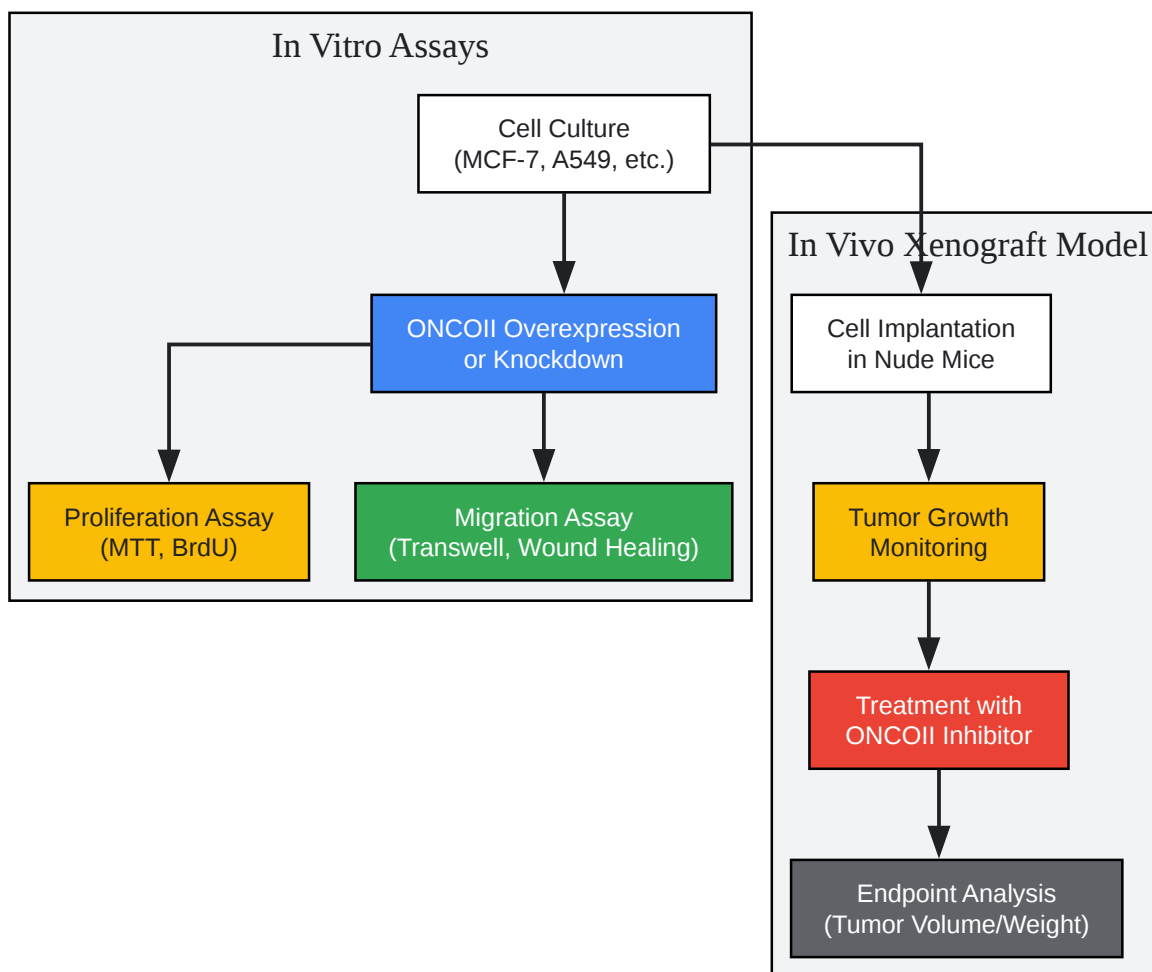 In Vitro Assays
Cell Culture
(MCF-7, A549, etc.)
ONCOII Overexpression
or Knockdown
Proliferation Assay
(MTT, BrdU)
Migration Assay
(Transwell, Wound Healing)
In Vivo Xenograft Model
Cell Implantation
in Nude Mice
Tumor Growth
Monitoring
Treatment with
ONCOII Inhibitor
Endpoint Analysis
(Tumor Volume/Weight)